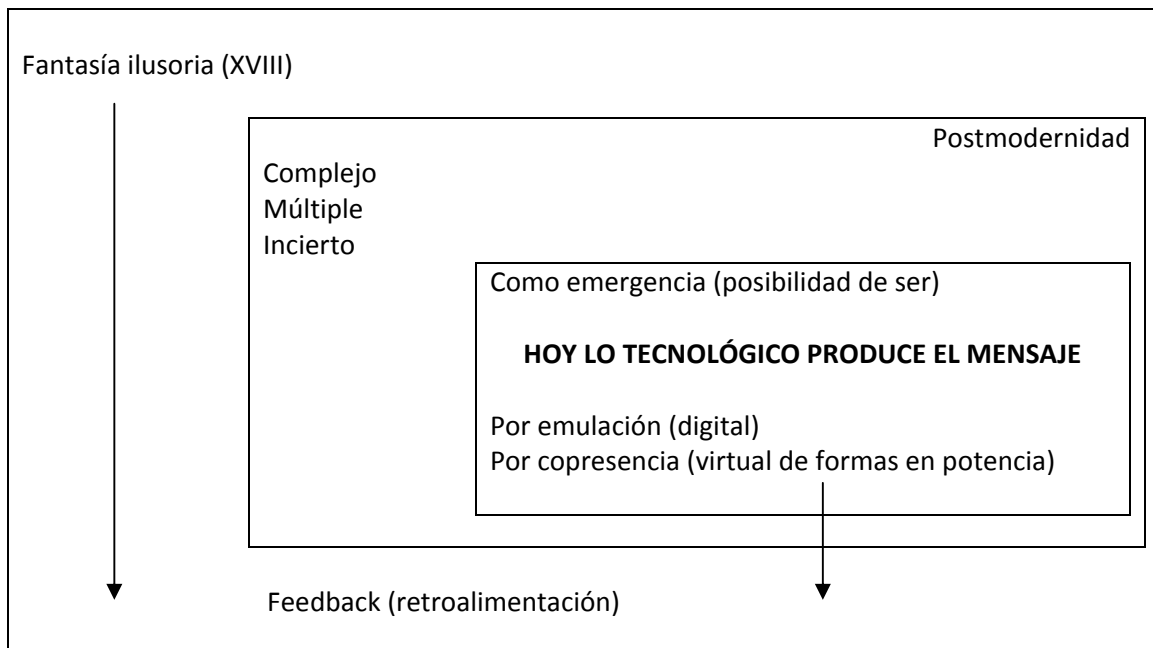 Fantasía ilusoria (XVIII)
Postmodernidad
Complejo
Múltiple
Incierto
Como emergencia (posibilidad de ser)
HOY LO TECNOLÓGICO PRODUCE EL MENSAJE
Por emulación (digital)
Por copresencia (virtual de formas en potencia)
Feedback (retroalimentación)